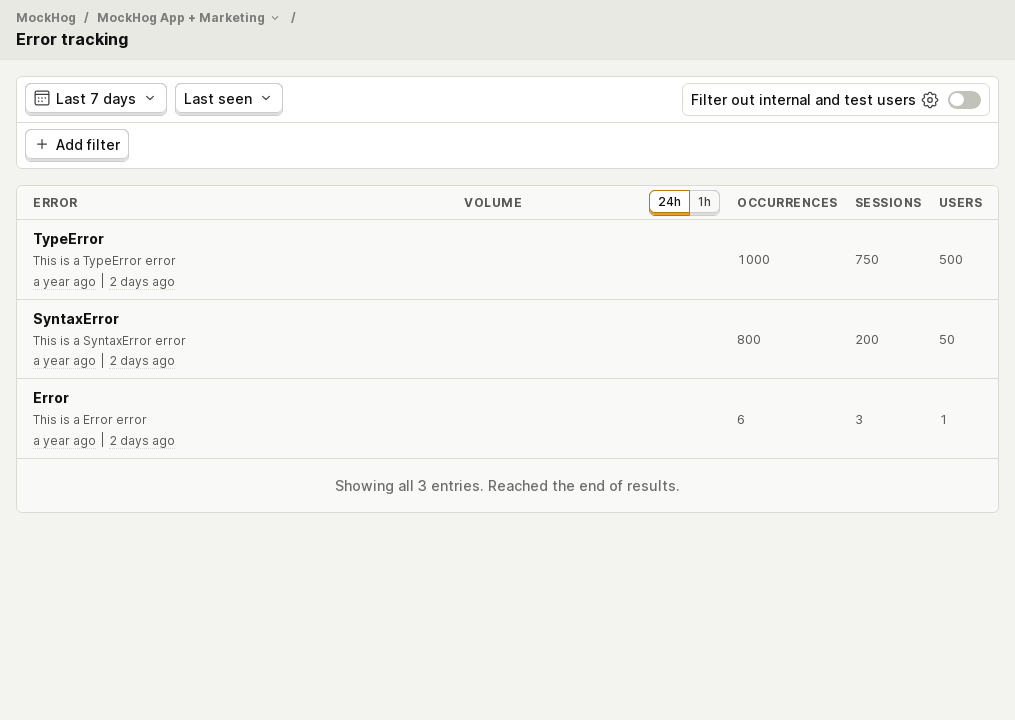 MockHog / MockHog App + Marketing /
Error tracking
Last 7 days Last seen Filter out internal and test users
Add filter
ERROR VOLUME 24h 1h OCCURRENCES SESSIONS USERS
TypeError
This is a TypeError error
a year ago | 2 days ago
1000 750 500
SyntaxError
This is a SyntaxError error
a year ago | 2 days ago
800 200 50
Error
This is a Error error
a year ago | 2 days ago
6 3 1
Showing all 3 entries. Reached the end of results.